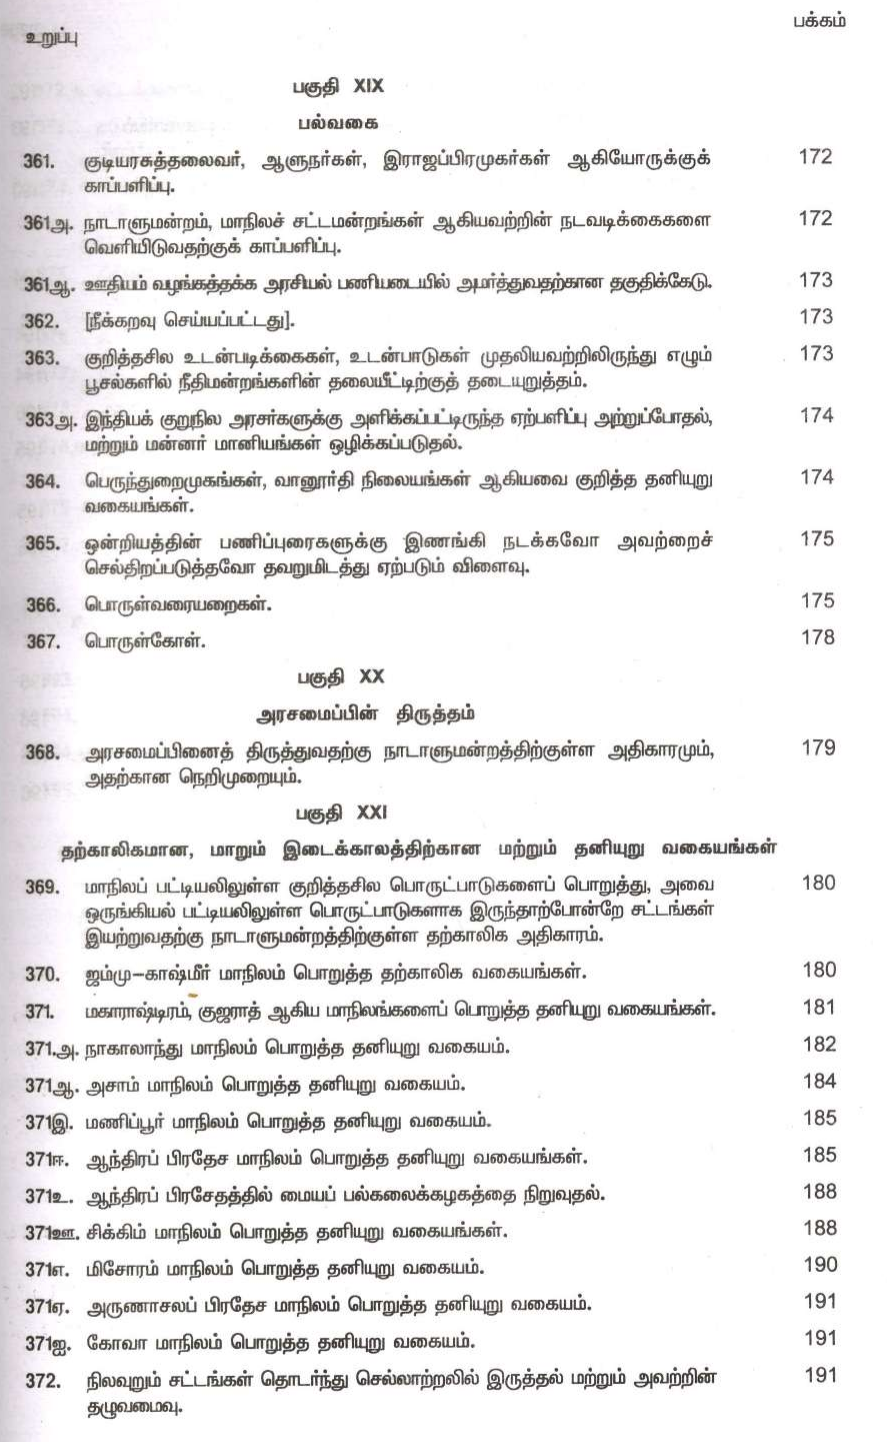 பக்கம்
உறுப்பு
பகுதி XIX
பல்வகை
361. குடியரசுத்தலைவர், ஆளுநர்கள், இராஜப்பிரமுகர்கள் ஆகியோருக்குக் 172
காப்பளிப்பு.
361அ. நாடாளுமன்றம், மாநிலச் சட்டமன்றங்கள் ஆகியவற்றின் நடவடிக்கைகளை 172
வெளியிடுவதற்குக் காப்பளிப்பு.
361ஆ. ஊதியம் வழங்கத்தக்க அரசியல் பணியடையில் அமர்த்துவதற்கான தகுதிக்கேடு. 173
362. [நீக்கறவு செய்யப்பட்டது]. 173
363. குறித்தசில உடன்படிக்கைகள், உடன்பாடுகள் முதலியவற்றிலிருந்து எழும் 173
பூசல்களில் நீதிமன்றங்களின் தலையீட்டிற்குத் தடையுறுத்தம்.
363அ. இந்தியக் குறுநில அரசர்களுக்கு அளிக்கப்பட்டிருந்த ஏற்பளிப்பு அற்றுப்போதல், 174
மற்றும் மன்னர் மானியங்கள் ஒழிக்கப்படுதல்.
364. பெருந்துறைமுகங்கள், வானூர்தி நிலையங்கள் ஆகியவை குறித்த தனியுறு 174
வகையங்கள்.
365. ஒன்றியத்தின் பணிப்புரைகளுக்கு இணங்கி நடக்கவோ அவற்றைச் 175
செல்திறப்படுத்தவோ தவறுமிடத்து ஏற்படும் விளைவு.
366. பொருள்வரையறைகள். 175
367. பொருள்கோள். 178
பகுதி XX
அரசமைப்பின் திருத்தம்
368. அரசமைப்பினைத் திருத்துவதற்கு நாடாளுமன்றத்திற்குள்ள அதிகாரமும், 179
அதற்கான நெறிமுறையும்.
பகுதி XXI
தற்காலிகமான, மாறும் இடைக்காலத்திற்கான மற்றும் தனியுறு வகையங்கள்
369. மாநிலப் பட்டியலிலுள்ள குறித்தசில பொருட்பாடுகளைப் பொறுத்து, அவை 180
ஒருங்கியல் பட்டியலிலுள்ள பொருட்பாடுகளாக இருந்தாற்போன்றே சட்டங்கள்
இயற்றுவதற்கு நாடாளுமன்றத்திற்குள்ள தற்காலிக அதிகாரம்.
370. ஜம்மு-காஷ்மீர் மாநிலம் பொறுத்த தற்காலிக வகையங்கள். 180
371. மகாராஷ்டிரம், குஜராத் ஆகிய மாநிலங்களைப் பொறுத்த தனியுறு வகையங்கள். 181
371.அ. நாகாலாந்து மாநிலம் பொறுத்த தனியுறு வகையம். 182
371ஆ. அசாம் மாநிலம் பொறுத்த தனியுறு வகையம். 184
371இ. மணிப்பூர் மாநிலம் பொறுத்த தனியுறு வகையம். 185
371ஈ. ஆந்திரப் பிரதேச மாநிலம் பொறுத்த தனியுறு வகையங்கள். 185
371உ. ஆந்திரப் பிரசேதத்தில் மையப் பல்கலைக்கழகத்தை நிறுவுதல். 188
371ஊ. சிக்கிம் மாநிலம் பொறுத்த தனியுறு வகையங்கள். 188
371எ. மிசோரம் மாநிலம் பொறுத்த தனியுறு வகையம். 190
371ஏ. அருணாசலப் பிரதேச மாநிலம் பொறுத்த தனியுறு வகையம். 191
371ஐ. கோவா மாநிலம் பொறுத்த தனியுறு வகையம். 191
372. நிலவுறும் சட்டங்கள் தொடர்ந்து செல்லாற்றலில் இருத்தல் மற்றும் அவற்றின் 191
தழுவமைவு.